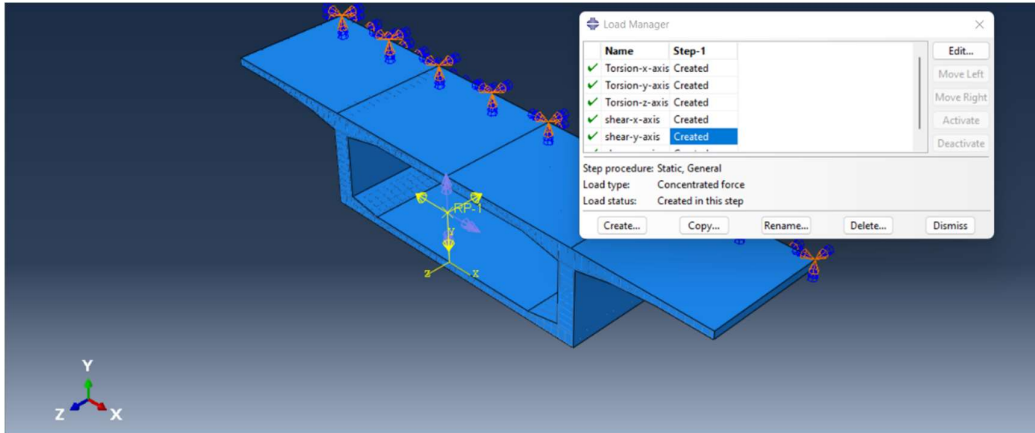 Load Manager
Name Step-1
Torsion-x-axis Created
Torsion-y-axis Created
Torsion-z-axis Created
shear-x-axis Created
shear-y-axis Created
Edit...
Move Left
Move Right
Activate
Deactivate
Step procedure: Static, General
Load type: Concentrated force
Load status: Created in this step
Create... Copy... Rename... Delete... Dismiss
RP-1
Y
Z X
Y
Z X